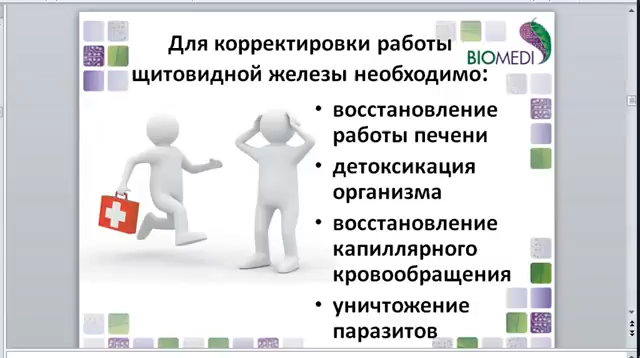 Для корректировки работы
щитовидной железы необходимо:
BIOMEDI
• восстановление
работы печени
• детоксикация
организма
• восстановление
капиллярного
кровообращения
• уничтожение
паразитов